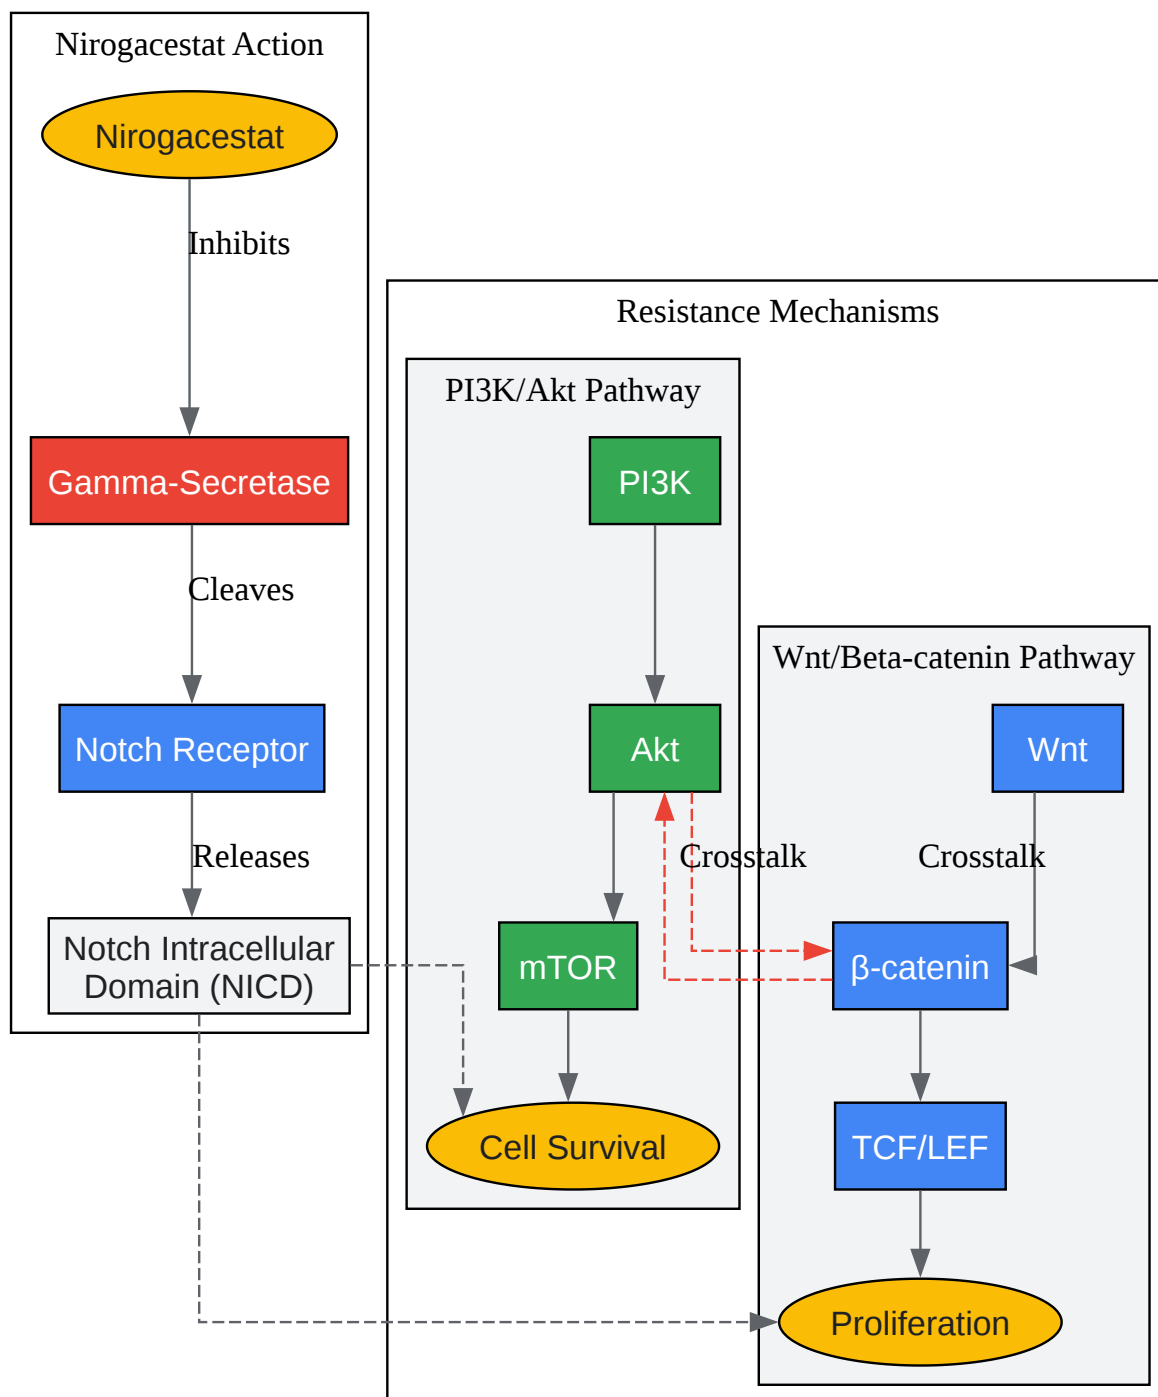 Nirogacestat Action
Nirogacestat
Inhibits
Resistance Mechanisms
PI3K/Akt Pathway
Gamma-Secretase
PI3K
Cleaves
Wnt/Beta-catenin Pathway
Notch Receptor
Akt
Wnt
Releases
Crosstalk
Crosstalk
Notch Intracellular
Domain (NICD)
mTOR
β-catenin
Cell Survival
TCF/LEF
Proliferation